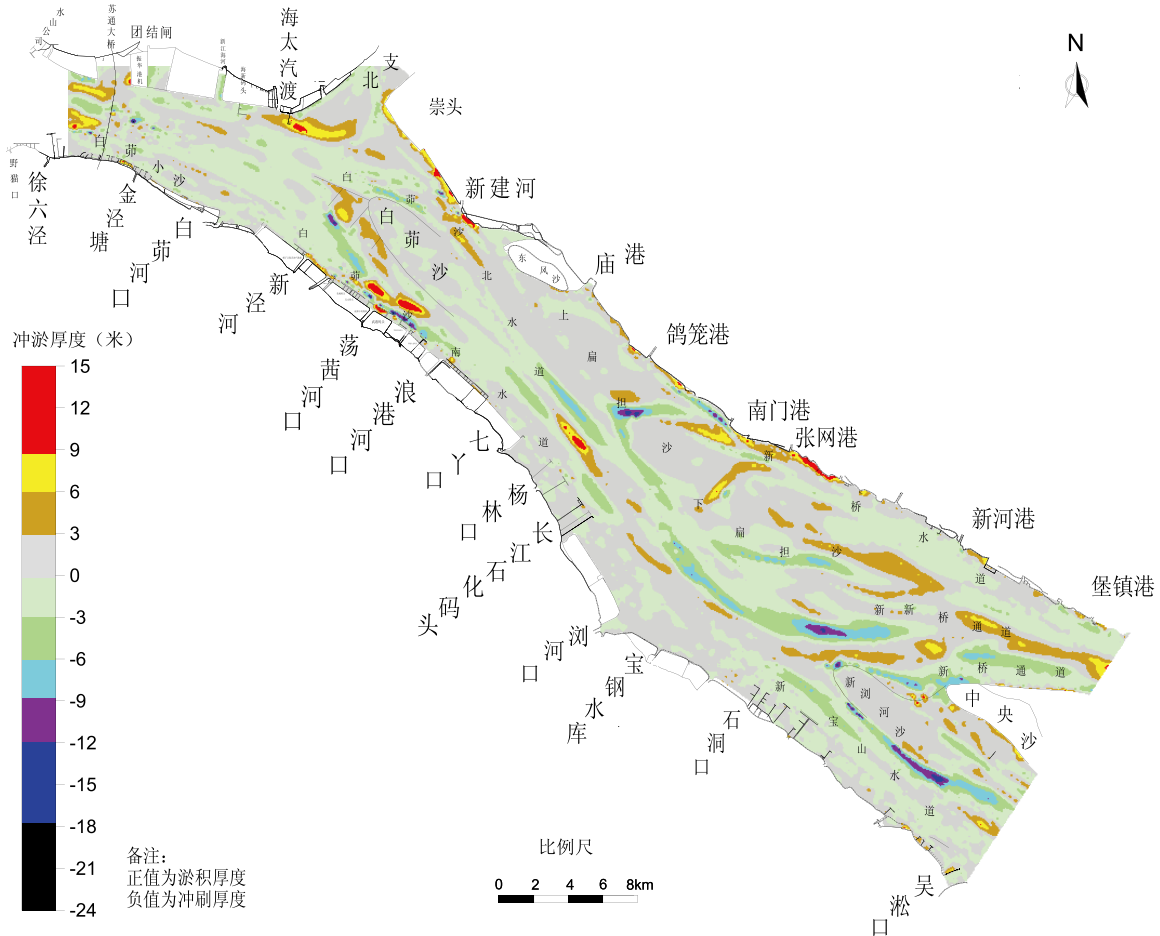 水山公司
苏通大桥
团结闸
振华港机
海太汽渡
北支
崇头
N
野猫口
徐六泾
白茆小沙
金泾塘
白茆河口
新建河
白茆沙北水道
白茆沙
东风沙
庙港
新泾河
白茆沙南水道
上扁担沙
鸽笼港
冲淤厚度（米）
15
12
9
6
3
0
-3
-6
-9
-12
-15
-18
-21
-24
荡茜河口
浪港河口
七丫口
南门港
张网港
新桥水道
下扁担沙
杨林口
长江石化码头
新河港
堡镇港
新新桥通道
新桥通道
浏河口
宝钢水库
新浏河沙
中央沙
新宝山水道
石洞口
吴淞口
备注:
正值为淤积厚度
负值为冲刷厚度
比例尺
0 2 4 6 8km